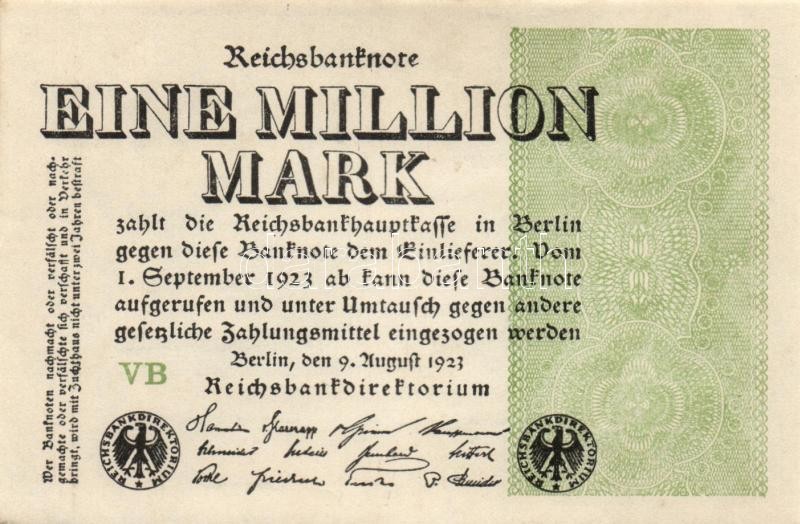 Reichsbanknote
EINE MILLION
MARK
zahlt die Reichsbankhauptkasse in Berlin
gegen diese Banknote dem Einlieferer. Vom
1. September 1923 ab kann diese Banknote
aufgerufen und unter Umtausch gegen andere
gesetzliche Zahlungsmittel eingezogen werden
Berlin, den 9. August 1923
VB
Reichsbankdirektorium
Wer Banknoten nachmacht oder verfälscht oder nach-
gemachte oder verfälschte sich verschafft und in Verkehr
bringt, wird mit Zuchthaus nicht unter zwei Jahren bestraft
REICHSBANKDIREKTORIUM
REICHSBANKDIREKTORIUM